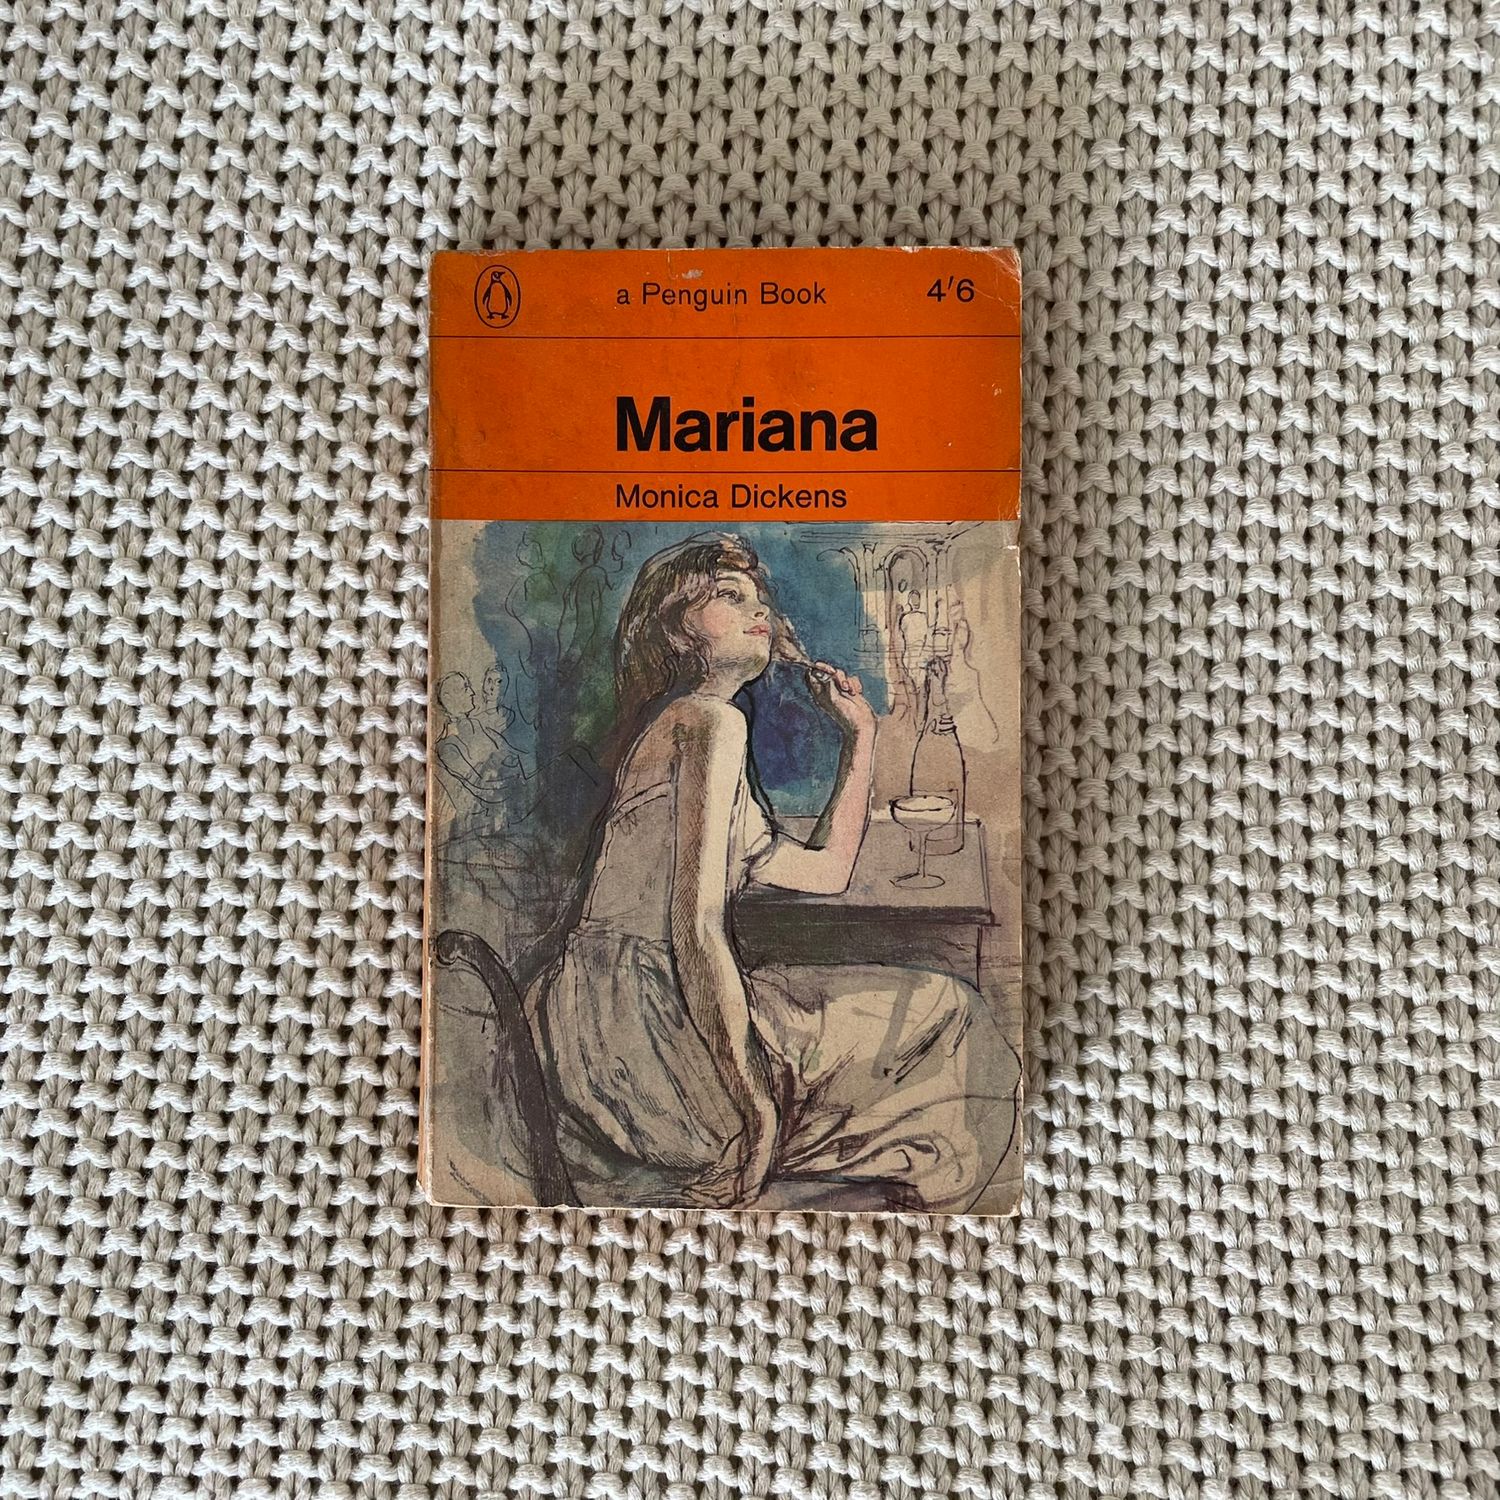 a Penguin Book 4'6
Mariana
Monica Dickens